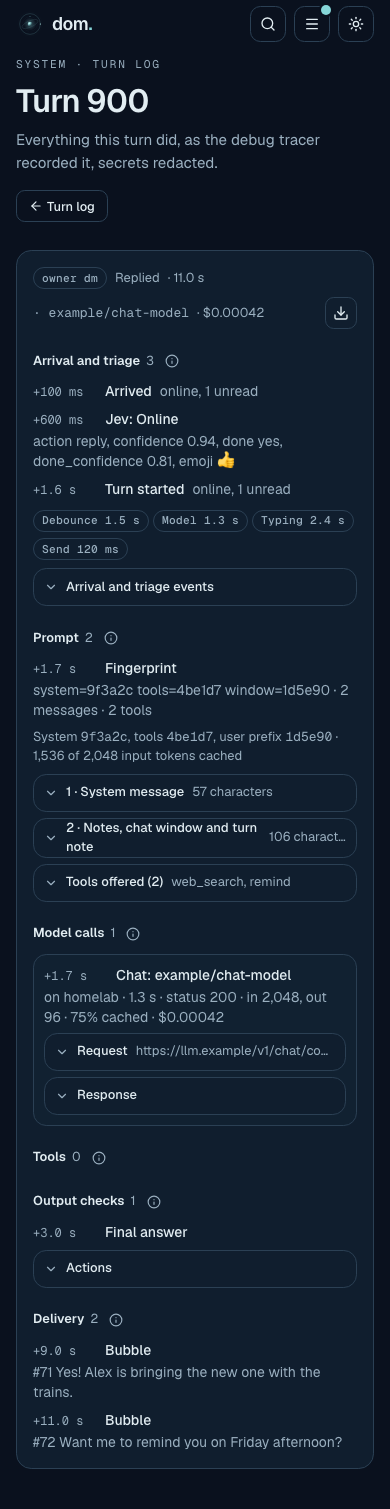 dom.
SYSTEM · TURN LOG
Turn 900
Everything this turn did, as the debug tracer
recorded it, secrets redacted.
← Turn log
owner dm Replied · 11.0 s
· example/chat-model · $0.00042
Arrival and triage 3
+100 ms Arrived online, 1 unread
+600 ms Jev: Online
action reply, confidence 0.94, done yes,
done_confidence 0.81, emoji 👍
+1.6 s Turn started online, 1 unread
Debounce 1.5 s Model 1.3 s Typing 2.4 s
Send 120 ms
Arrival and triage events
Prompt 2
+1.7 s Fingerprint
system=9f3a2c tools=4be1d7 window=1d5e90 · 2
messages · 2 tools
System 9f3a2c, tools 4be1d7, user prefix 1d5e90 ·
1,536 of 2,048 input tokens cached
1 · System message 57 characters
2 · Notes, chat window and turn
note 106 charact…
Tools offered (2) web_search, remind
Model calls 1
+1.7 s Chat: example/chat-model
on homelab · 1.3 s · status 200 · in 2,048, out
96 · 75% cached · $0.00042
Request https://llm.example/v1/chat/co…
Response
Tools 0
Output checks 1
+3.0 s Final answer
Actions
Delivery 2
+9.0 s Bubble
#71 Yes! Alex is bringing the new one with the
trains.
+11.0 s Bubble
#72 Want me to remind you on Friday afternoon?